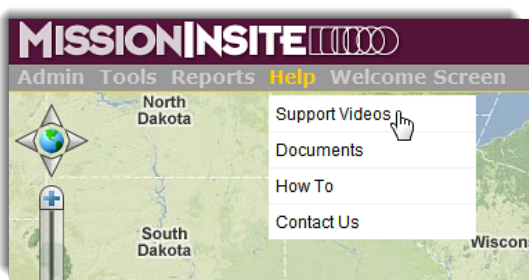 MISSIONINSITE
Admin Tools Reports Help Welcome Screen
North
Dakota
Support Videos
Documents
How To
Contact Us
South
Dakota
Wiscon